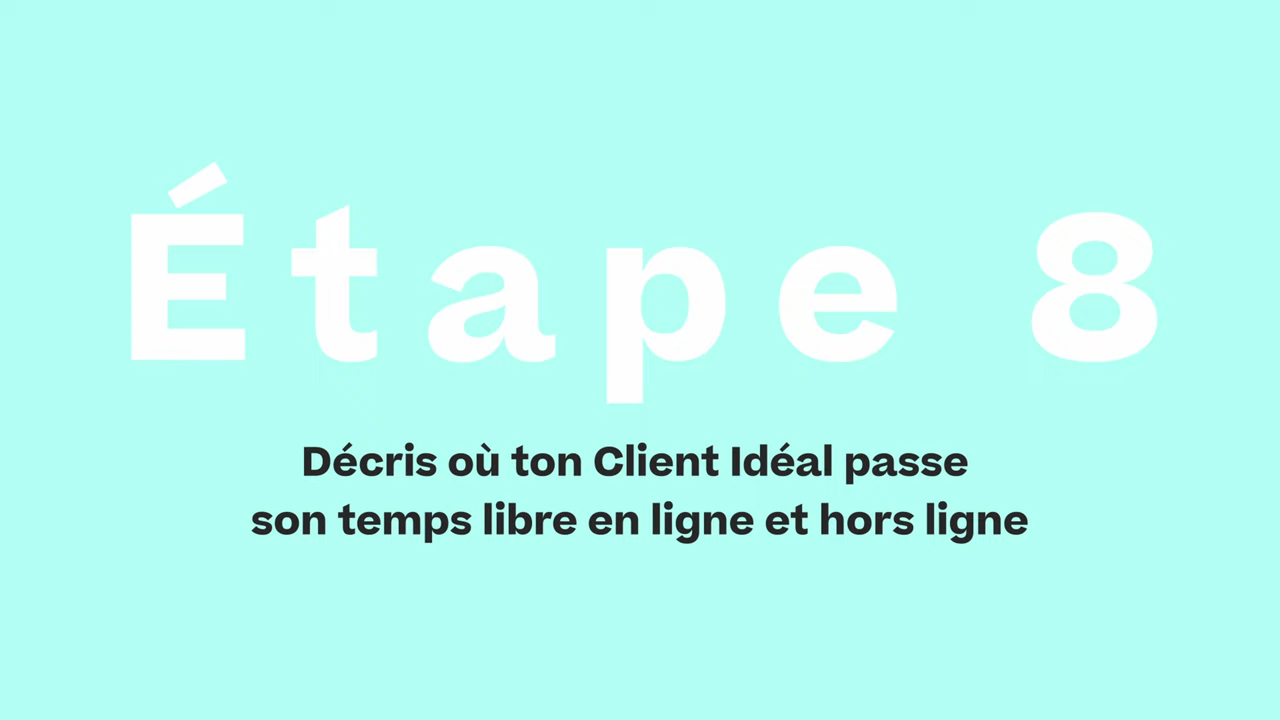 Étape 8
Décris où ton Client Idéal passe
son temps libre en ligne et hors ligne